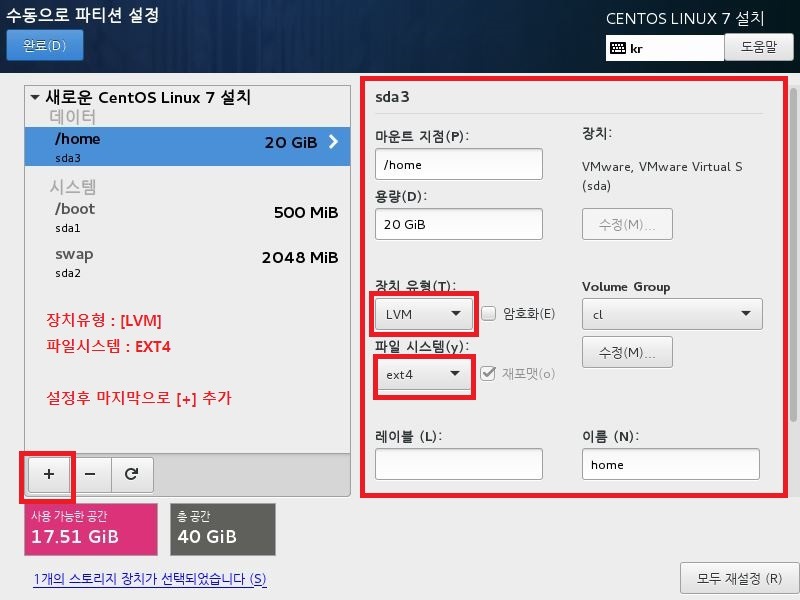 수동으로 파티션 설정
완료(D)
CENTOS LINUX 7 설치
kr
도움말
새로운 CentOS Linux 7 설치
데이터
/home
20 GiB
sda3
시스템
/boot
500 MiB
sda1
swap
2048 MiB
sda2
장치유형 : [LVM]
파일시스템 : EXT4
설정후 마지막으로 [+] 추가
+
−
사용 가능한 공간
17.51 GiB
총 공간
40 GiB
1개의 스토리지 장치가 선택되었습니다 (S)
sda3
마운트 지점(P):
/home
용량(D):
20 GiB
장치:
VMware, VMware Virtual S
(sda)
수정(M)...
장치 유형(T):
LVM
암호화(E)
Volume Group
cl
파일 시스템(y):
ext4
재포맷(o)
수정(M)...
레이블 (L):
이름 (N):
home
모두 재설정 (R)